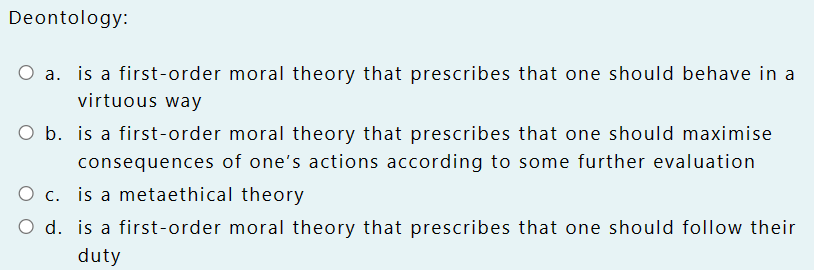 Deontology:
a. is a first-order moral theory that prescribes that one should behave in a
virtuous way
b. is a first-order moral theory that prescribes that one should maximise
consequences of one's actions according to some further evaluation
c. is a metaethical theory
d. is a first-order moral theory that prescribes that one should follow their
duty